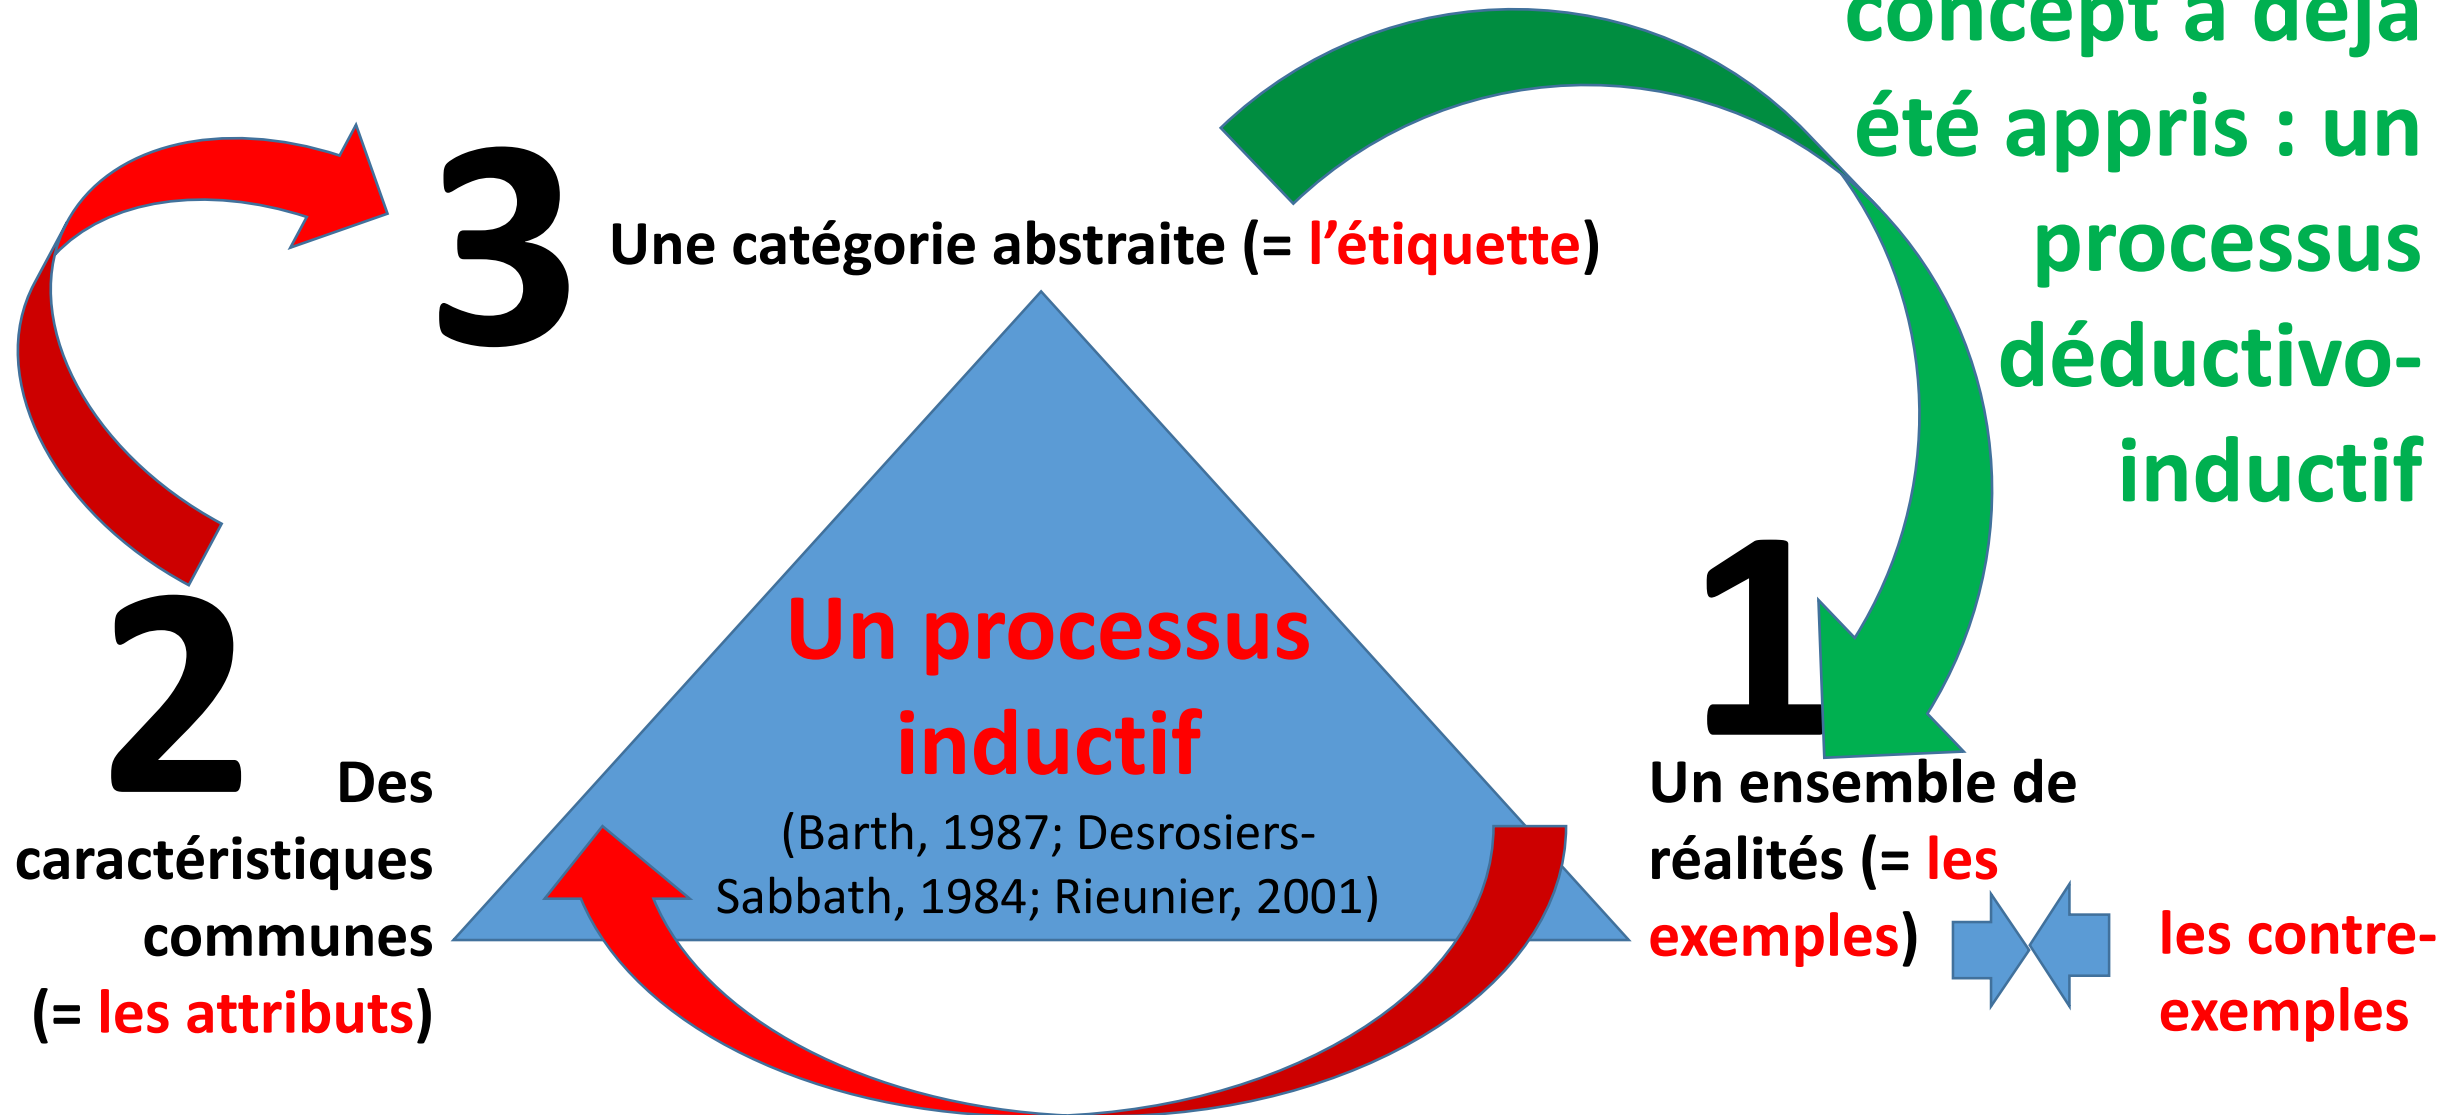 concept a déjà
été appris : un
processus
déductivo-
inductif
3
Une catégorie abstraite (= l’étiquette)
Un processus
inductif
(Barth, 1987; Desrosiers-
Sabbath, 1984; Rieunier, 2001)
2
Des
caractéristiques
communes
(= les attributs)
1
Un ensemble de
réalités (= les
exemples)
les contre-
exemples